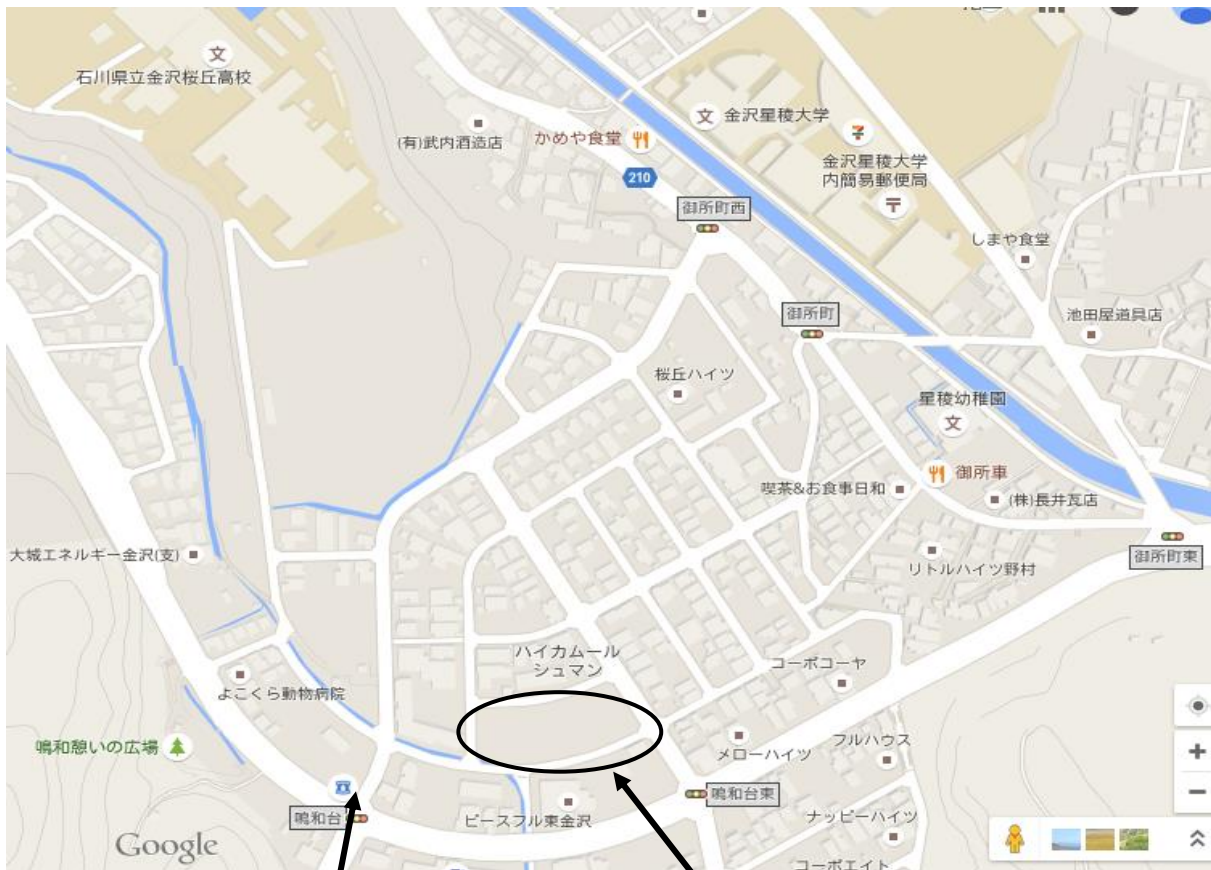 文
石川県立金沢桜丘高校
(有)武内酒造店
かめや食堂
210
文 金沢星稜大学
金沢星稜大学
内簡易郵便局
御所町西
しまや食堂
御所町
池田屋道具店
桜丘ハイツ
星稜幼稚園
文
御所車
喫茶&お食事日和
(株)長井瓦店
大城エネルギー金沢(支)
リトルハイツ野村
御所町東
ハイカムール
シュマン
コーポコーヤ
よこくら動物病院
鳴和憩いの広場
メローハイツ
フルハウス
鳴和台
ピースフル東金沢
鳴和台東
ナッピーハイツ
Google
コーポエイト